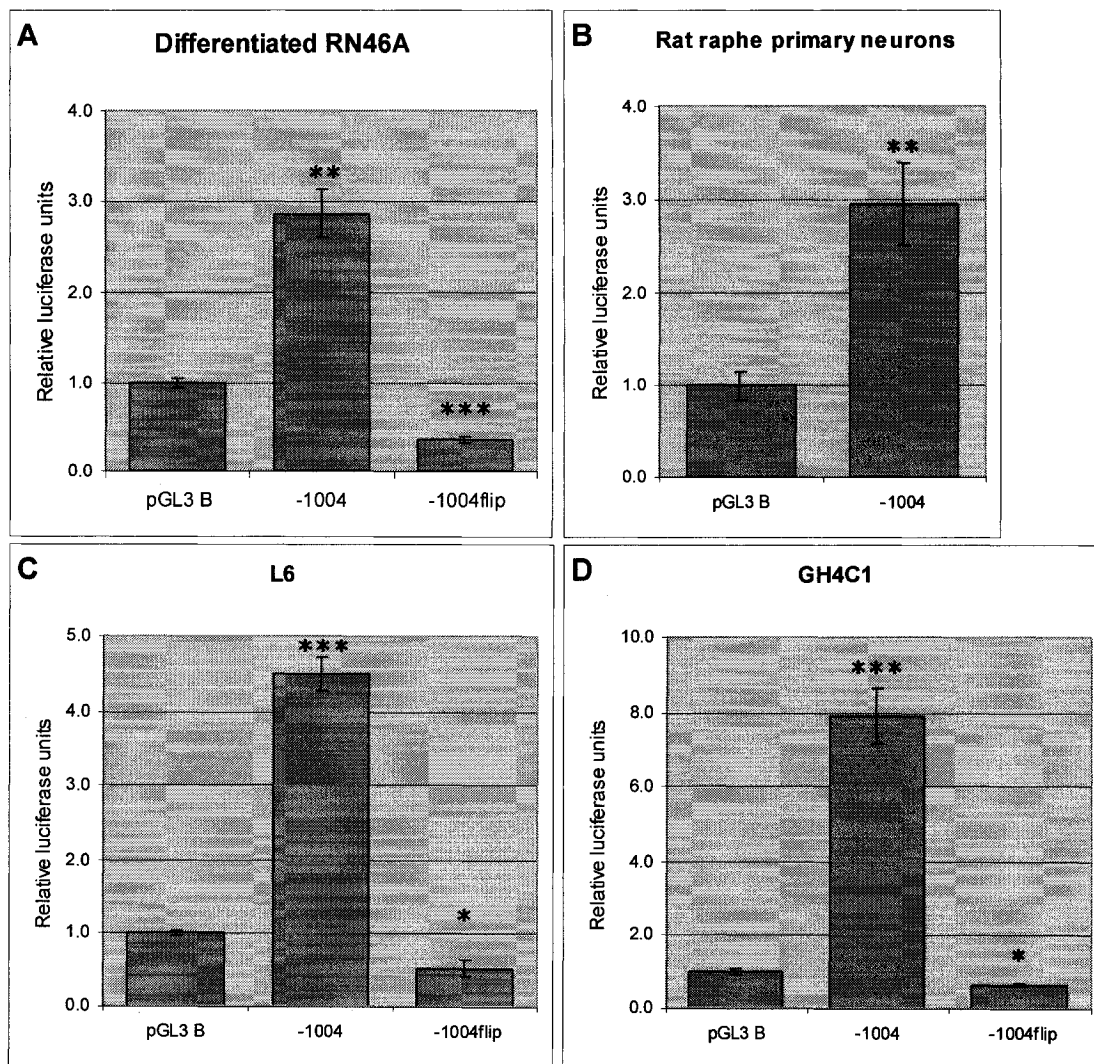 A
Differentiated RN46A
Relative luciferase units
4.0
3.0
2.0
1.0
0.0
**
***
pGL3 B
-1004
-1004flip
B
Rat raphe primary neurons
Relative luciferase units
4.0
3.0
2.0
1.0
0.0
**
pGL3 B
-1004
C
L6
Relative luciferase units
5.0
4.0
3.0
2.0
1.0
0.0
***
*
pGL3 B
-1004
-1004flip
D
GH4C1
Relative luciferase units
10.0
8.0
6.0
4.0
2.0
0.0
***
*
pGL3 B
-1004
-1004flip